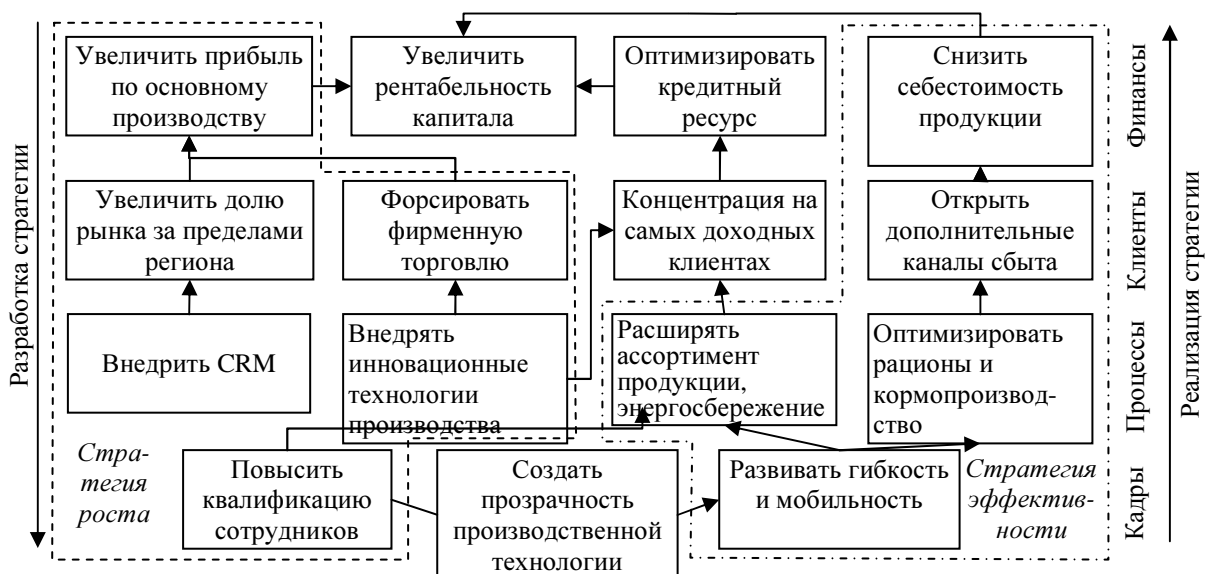 Разработка стратегии
Увеличить прибыль
по основному
производству
Увеличить
рентабельность
капитала
Оптимизировать
кредитный
ресурс
Снизить
себестоимость
продукции
Финансы
Увеличить долю
рынка за пределами
региона
Форсировать
фирменную
торговлю
Концентрация на
самых доходных
клиентах
Открыть
дополнительные
каналы сбыта
Клиенты
Внедрить CRM
Внедрять
инновационные
технологии
производства
Расширять
ассортимент
продукции,
энергосбережение
Оптимизировать
рационы и
кормопроизвод-
ство
Процессы
Стра-
тегия
роста
Повысить
квалификацию
сотрудников
Создать
прозрачность
производственной
технологии
Развивать гибкость
и мобильность
Стратегия
эффектив-
ности
Кадры
Реализация стратегии